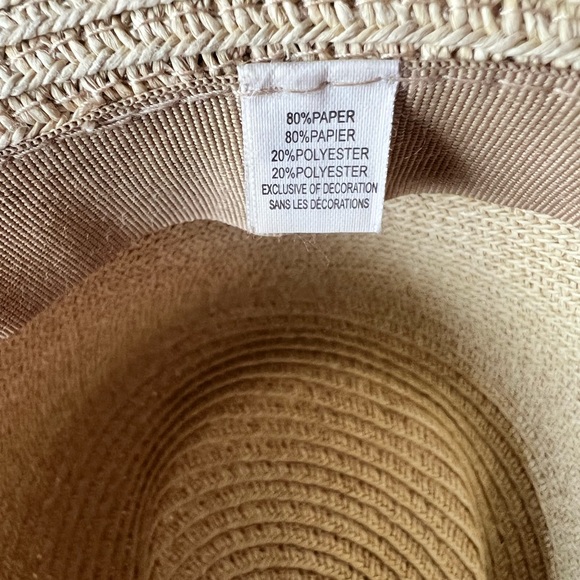 80%PAPER
80%PAPIER
20%POLYESTER
20%POLYESTER
EXCLUSIVE OF DECORATION
SANS LES DÉCORATIONS